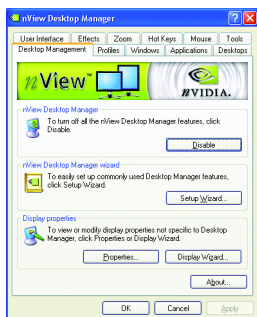 nView Desktop Manager
User Interface Effects Zoom Hot Keys Mouse Tools
Desktop Management Profiles Windows Applications Desktops
nView™ NVIDIA.
nView Desktop Manager
To turn off all the nView Desktop Manager features, click
Disable.
Disable
nView Desktop Manager wizard
To easily set up commonly used Desktop Manager features,
click Setup Wizard.
Setup Wizard...
Display properties
To view or modify display properties not specific to Desktop
Manager, click Properties or Display Wizard.
Properties... Display Wizard...
About...
OK Cancel Apply